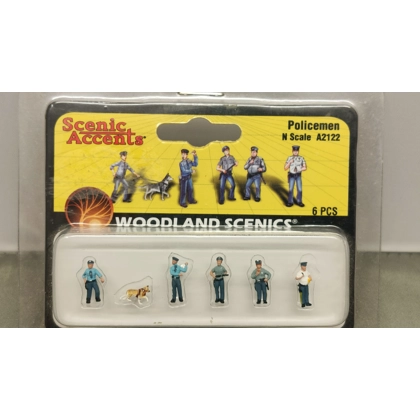 Scenic
Accents
Policemen
N Scale A2122
6 PCS
WOODLAND SCENICS®